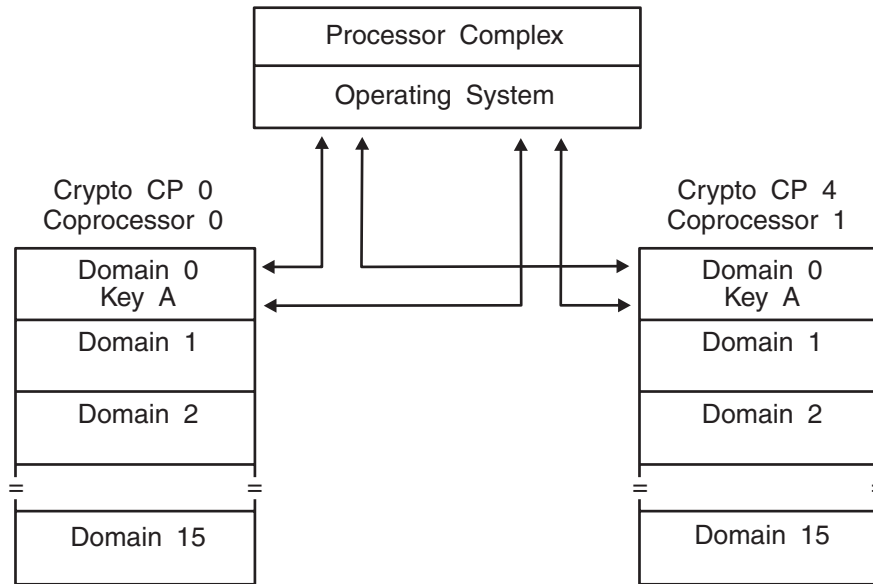 Processor Complex
Operating System
Crypto CP 0
Coprocessor 0
Domain 0
Key A
Domain 1
Domain 2
=
=
Domain 15
Crypto CP 4
Coprocessor 1
Domain 0
Key A
Domain 1
Domain 2
=
=
Domain 15